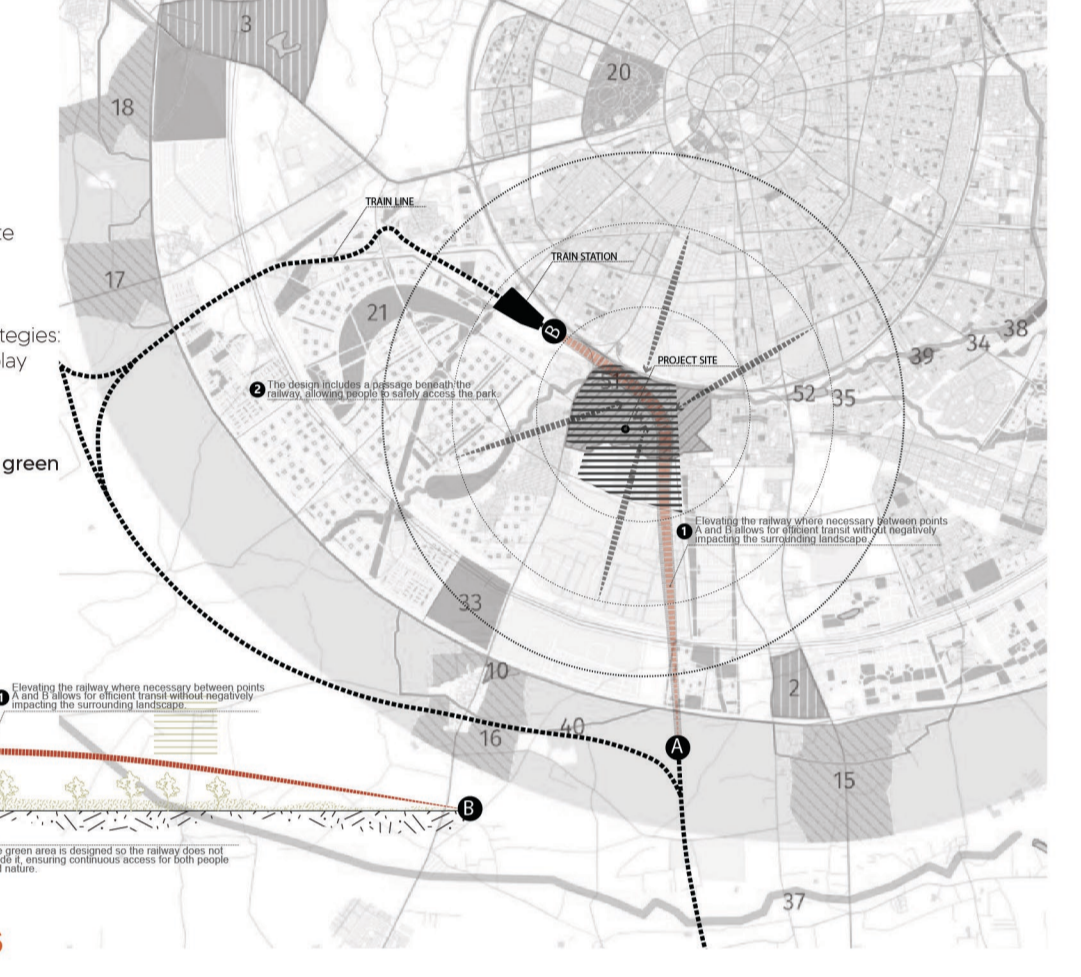 3
20
18
TRAIN LINE
te
TRAIN STATION
17
21
B
38
tegies:
34
play
PROJECT SITE
39
2 The design includes a passage beneath the
railway, allowing people to safely access the park.
52
35
green
1 Elevating the railway where necessary between points
A and B allows for efficient transit without negatively
impacting the surrounding landscape.
33
10
2
1 Elevating the railway where necessary between points
A and B allows for efficient transit without negatively
impacting the surrounding landscape.
40
16
A
15
B
green area is designed so the railway does not
de it, ensuring continuous access for both people
nature.
37